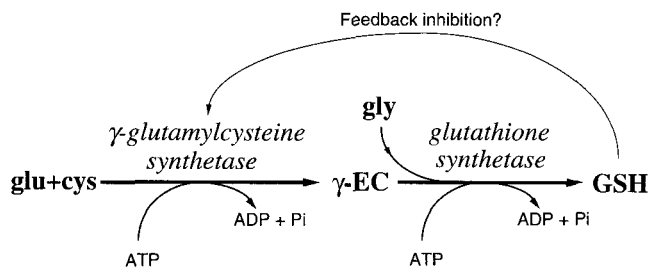 Feedback inhibition?
γ-glutamylcysteine
synthetase
gly
glutathione
synthetase
glu+cys
γ-EC
GSH
ADP + Pi
ADP + Pi
ATP
ATP